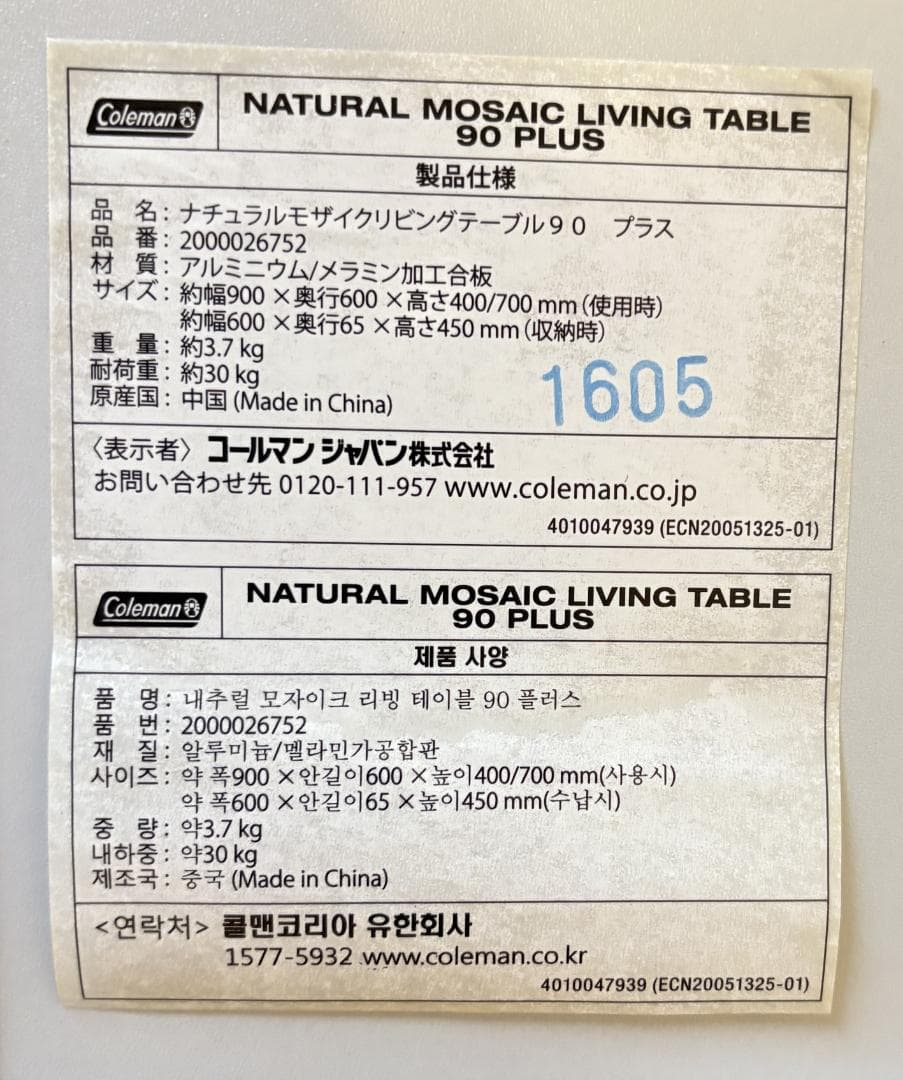 Coleman
NATURAL MOSAIC LIVING TABLE
90 PLUS
製品仕様
品 名：ナチュラルモザイクリビングテーブル90 プラス
品 番：2000026752
材 質：アルミニウム/メラミン加工合板
サイズ：約幅900×奥行600×高さ400/700 mm（使用時）
約幅600×奥行65×高さ450 mm（収納時）
重 量：約3.7 kg
耐荷重：約30 kg
原産国：中国 (Made in China)
1605
〈表示者〉コールマン ジャパン株式会社
お問い合わせ先 0120-111-957 www.coleman.co.jp
4010047939 (ECN20051325-01)
Coleman
NATURAL MOSAIC LIVING TABLE
90 PLUS
제품 사양
품 명 : 내추럴 모자이크 리빙 테이블 90 플러스
품 번 : 2000026752
재 질 : 알루미늄/멜라민가공합판
사이즈 : 약 폭900 ×안길이600 ×높이400/700 mm(사용시)
약 폭600 ×안길이65 ×높이450 mm(수납시)
중 량 : 약3.7 kg
내하중 : 약30 kg
제조국 : 중국 (Made in China)
<연락처> 콜맨코리아 유한회사
1577-5932 www.coleman.co.kr
4010047939 (ECN20051325-01)